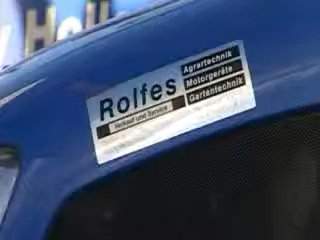 Rolfes
Verkauf und Service
Agrartechnik
Motorgeräte
Gartentechnik